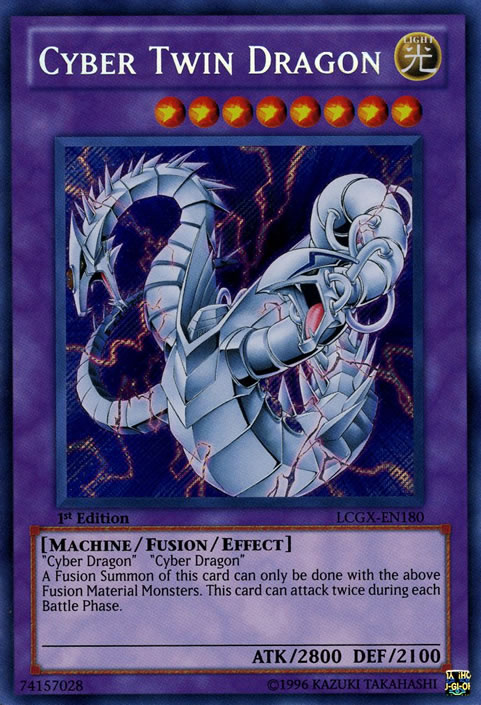 CYBER TWIN DRAGON
LIGHT
光
1st Edition
LCGX-EN180
[MACHINE/FUSION/EFFECT]
"Cyber Dragon" "Cyber Dragon"
A Fusion Summon of this card can only be done with the above
Fusion Material Monsters. This card can attack twice during each
Battle Phase.
ATK/2800 DEF/2100
74157028
©1996 KAZUKI TAKAHASHI